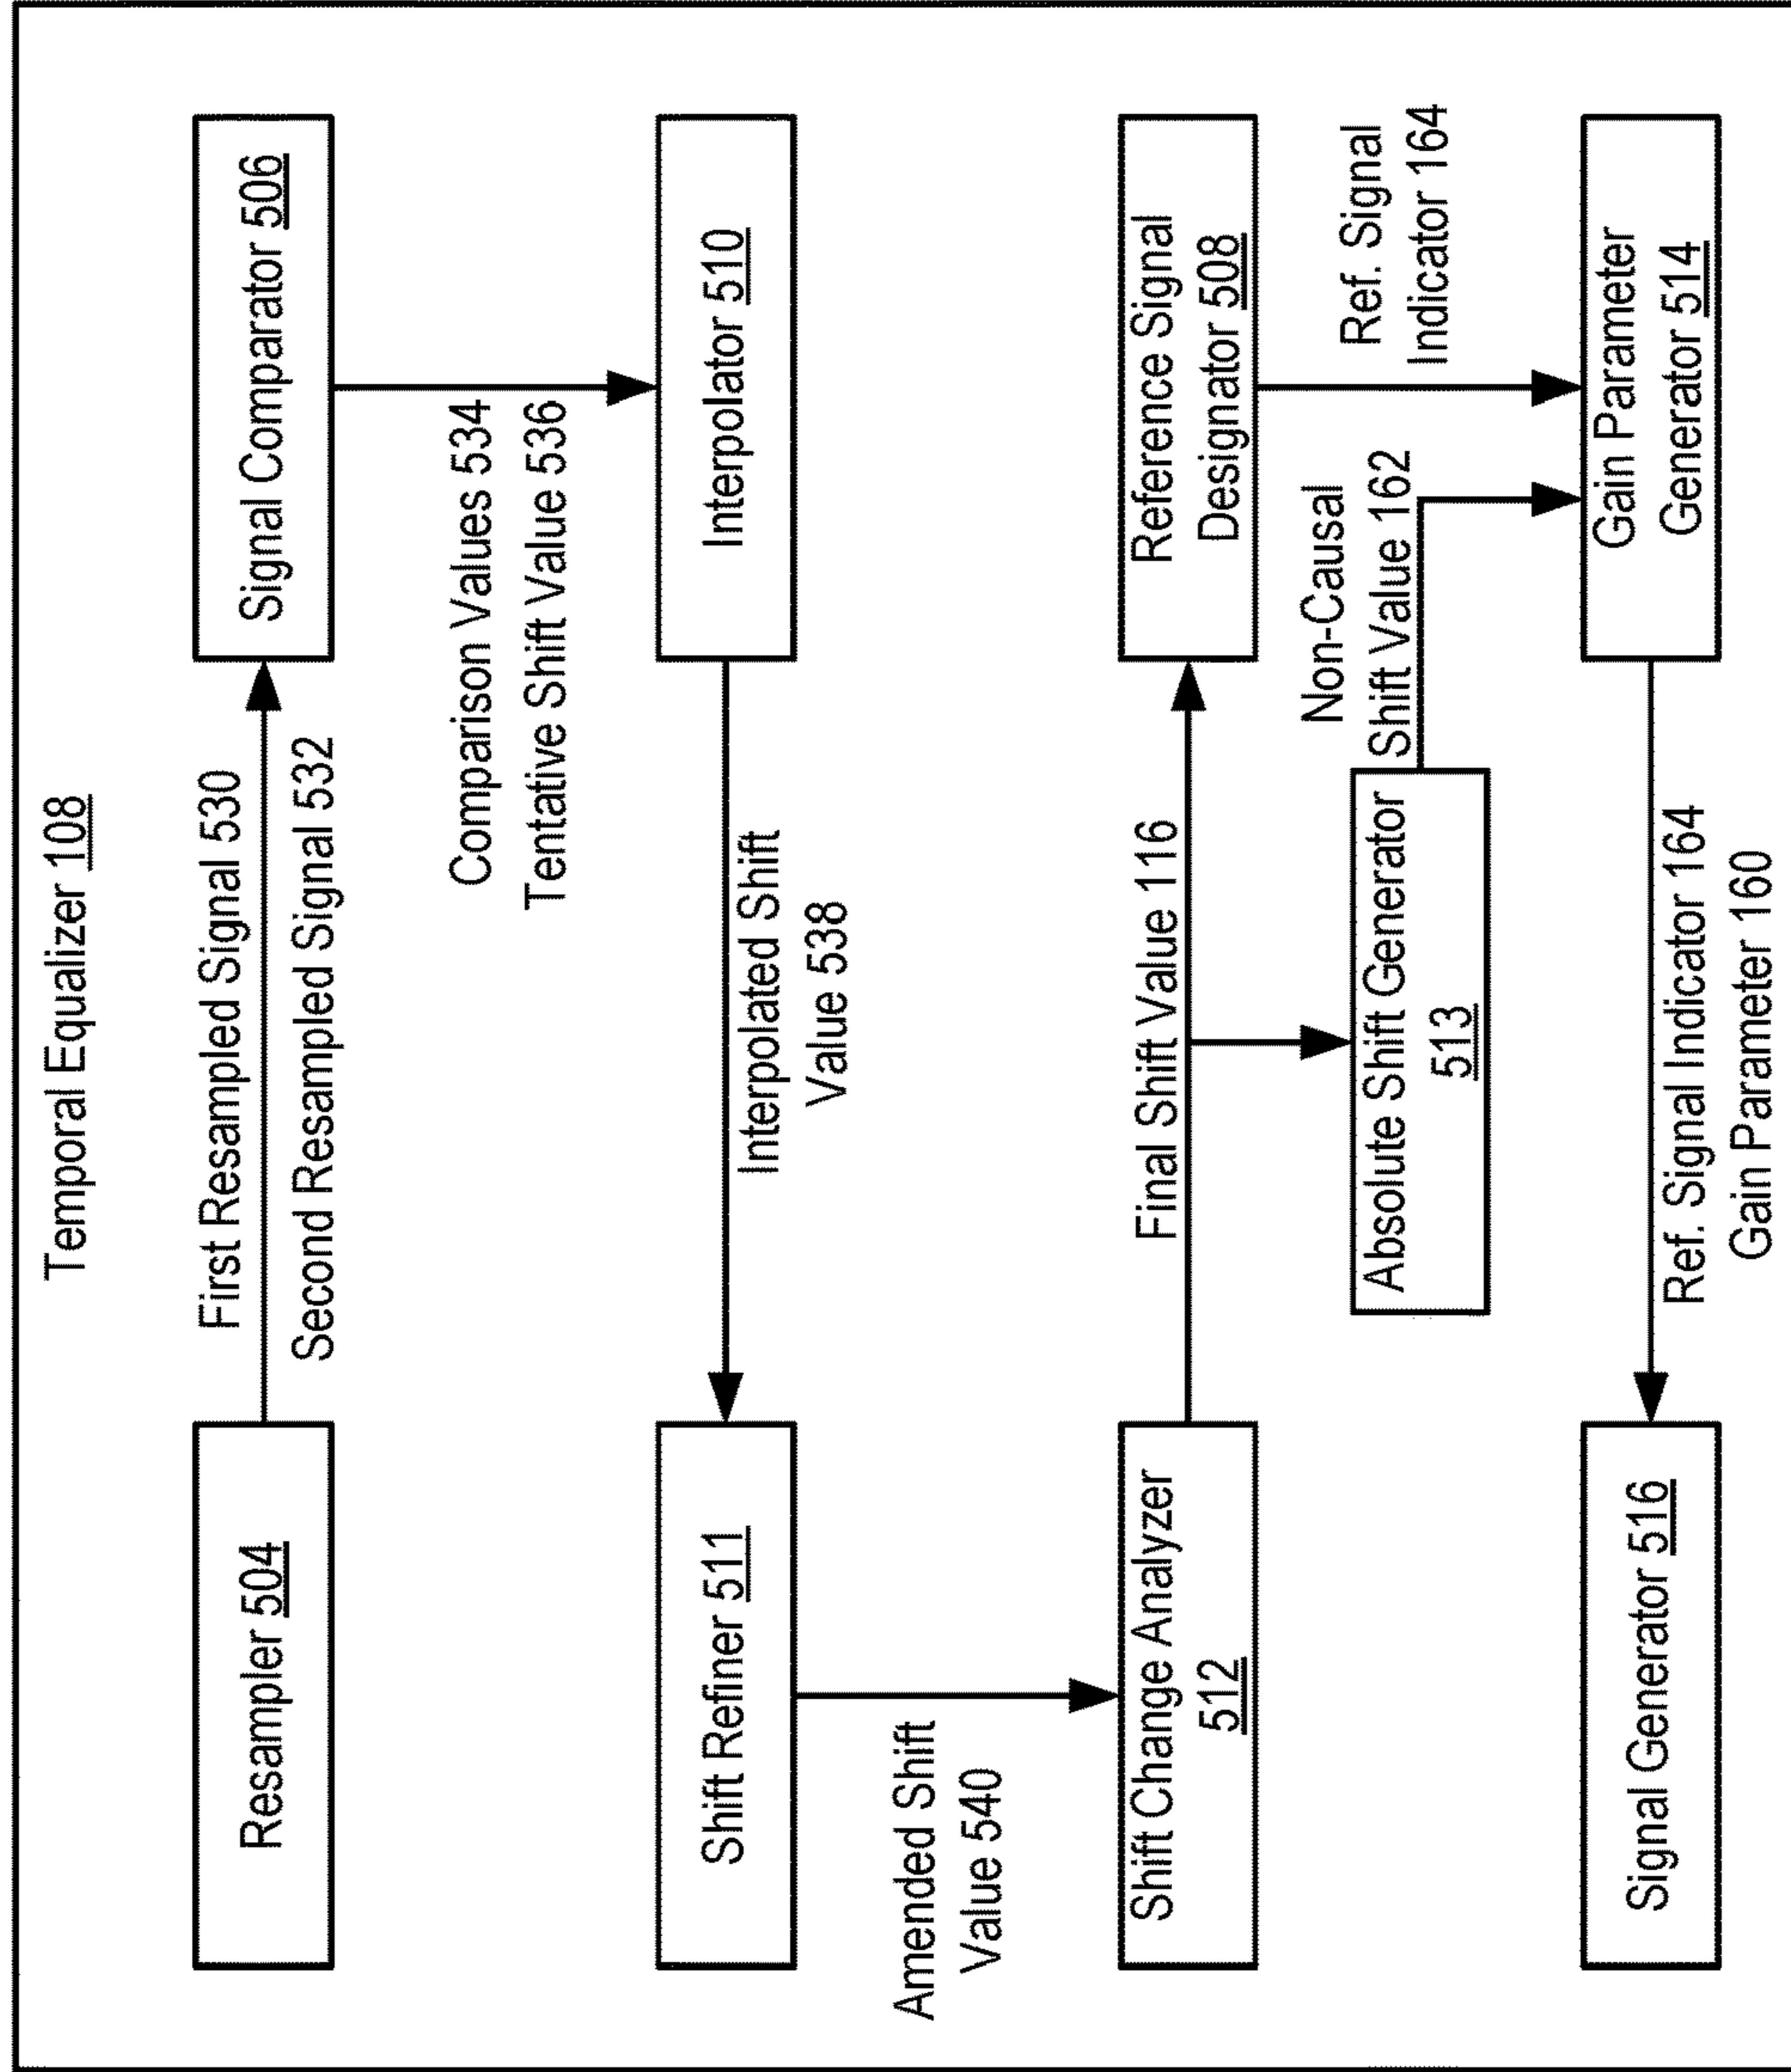 Temporal Equalizer 108
Resampler 504
First Resampled Signal 530
Second Resampled Signal 532
Signal Comparator 506
Comparison Values 534
Tentative Shift Value 536
Interpolator 510
Interpolated Shift
Value 538
Shift Refiner 511
Amended Shift
Value 540
Shift Change Analyzer
512
Final Shift Value 116
Reference Signal
Designator 508
Absolute Shift Generator
513
Non-Causal
Shift Value 162
Ref. Signal
Indicator 164
Gain Parameter
Generator 514
Ref. Signal Indicator 164
Gain Parameter 160
Signal Generator 516